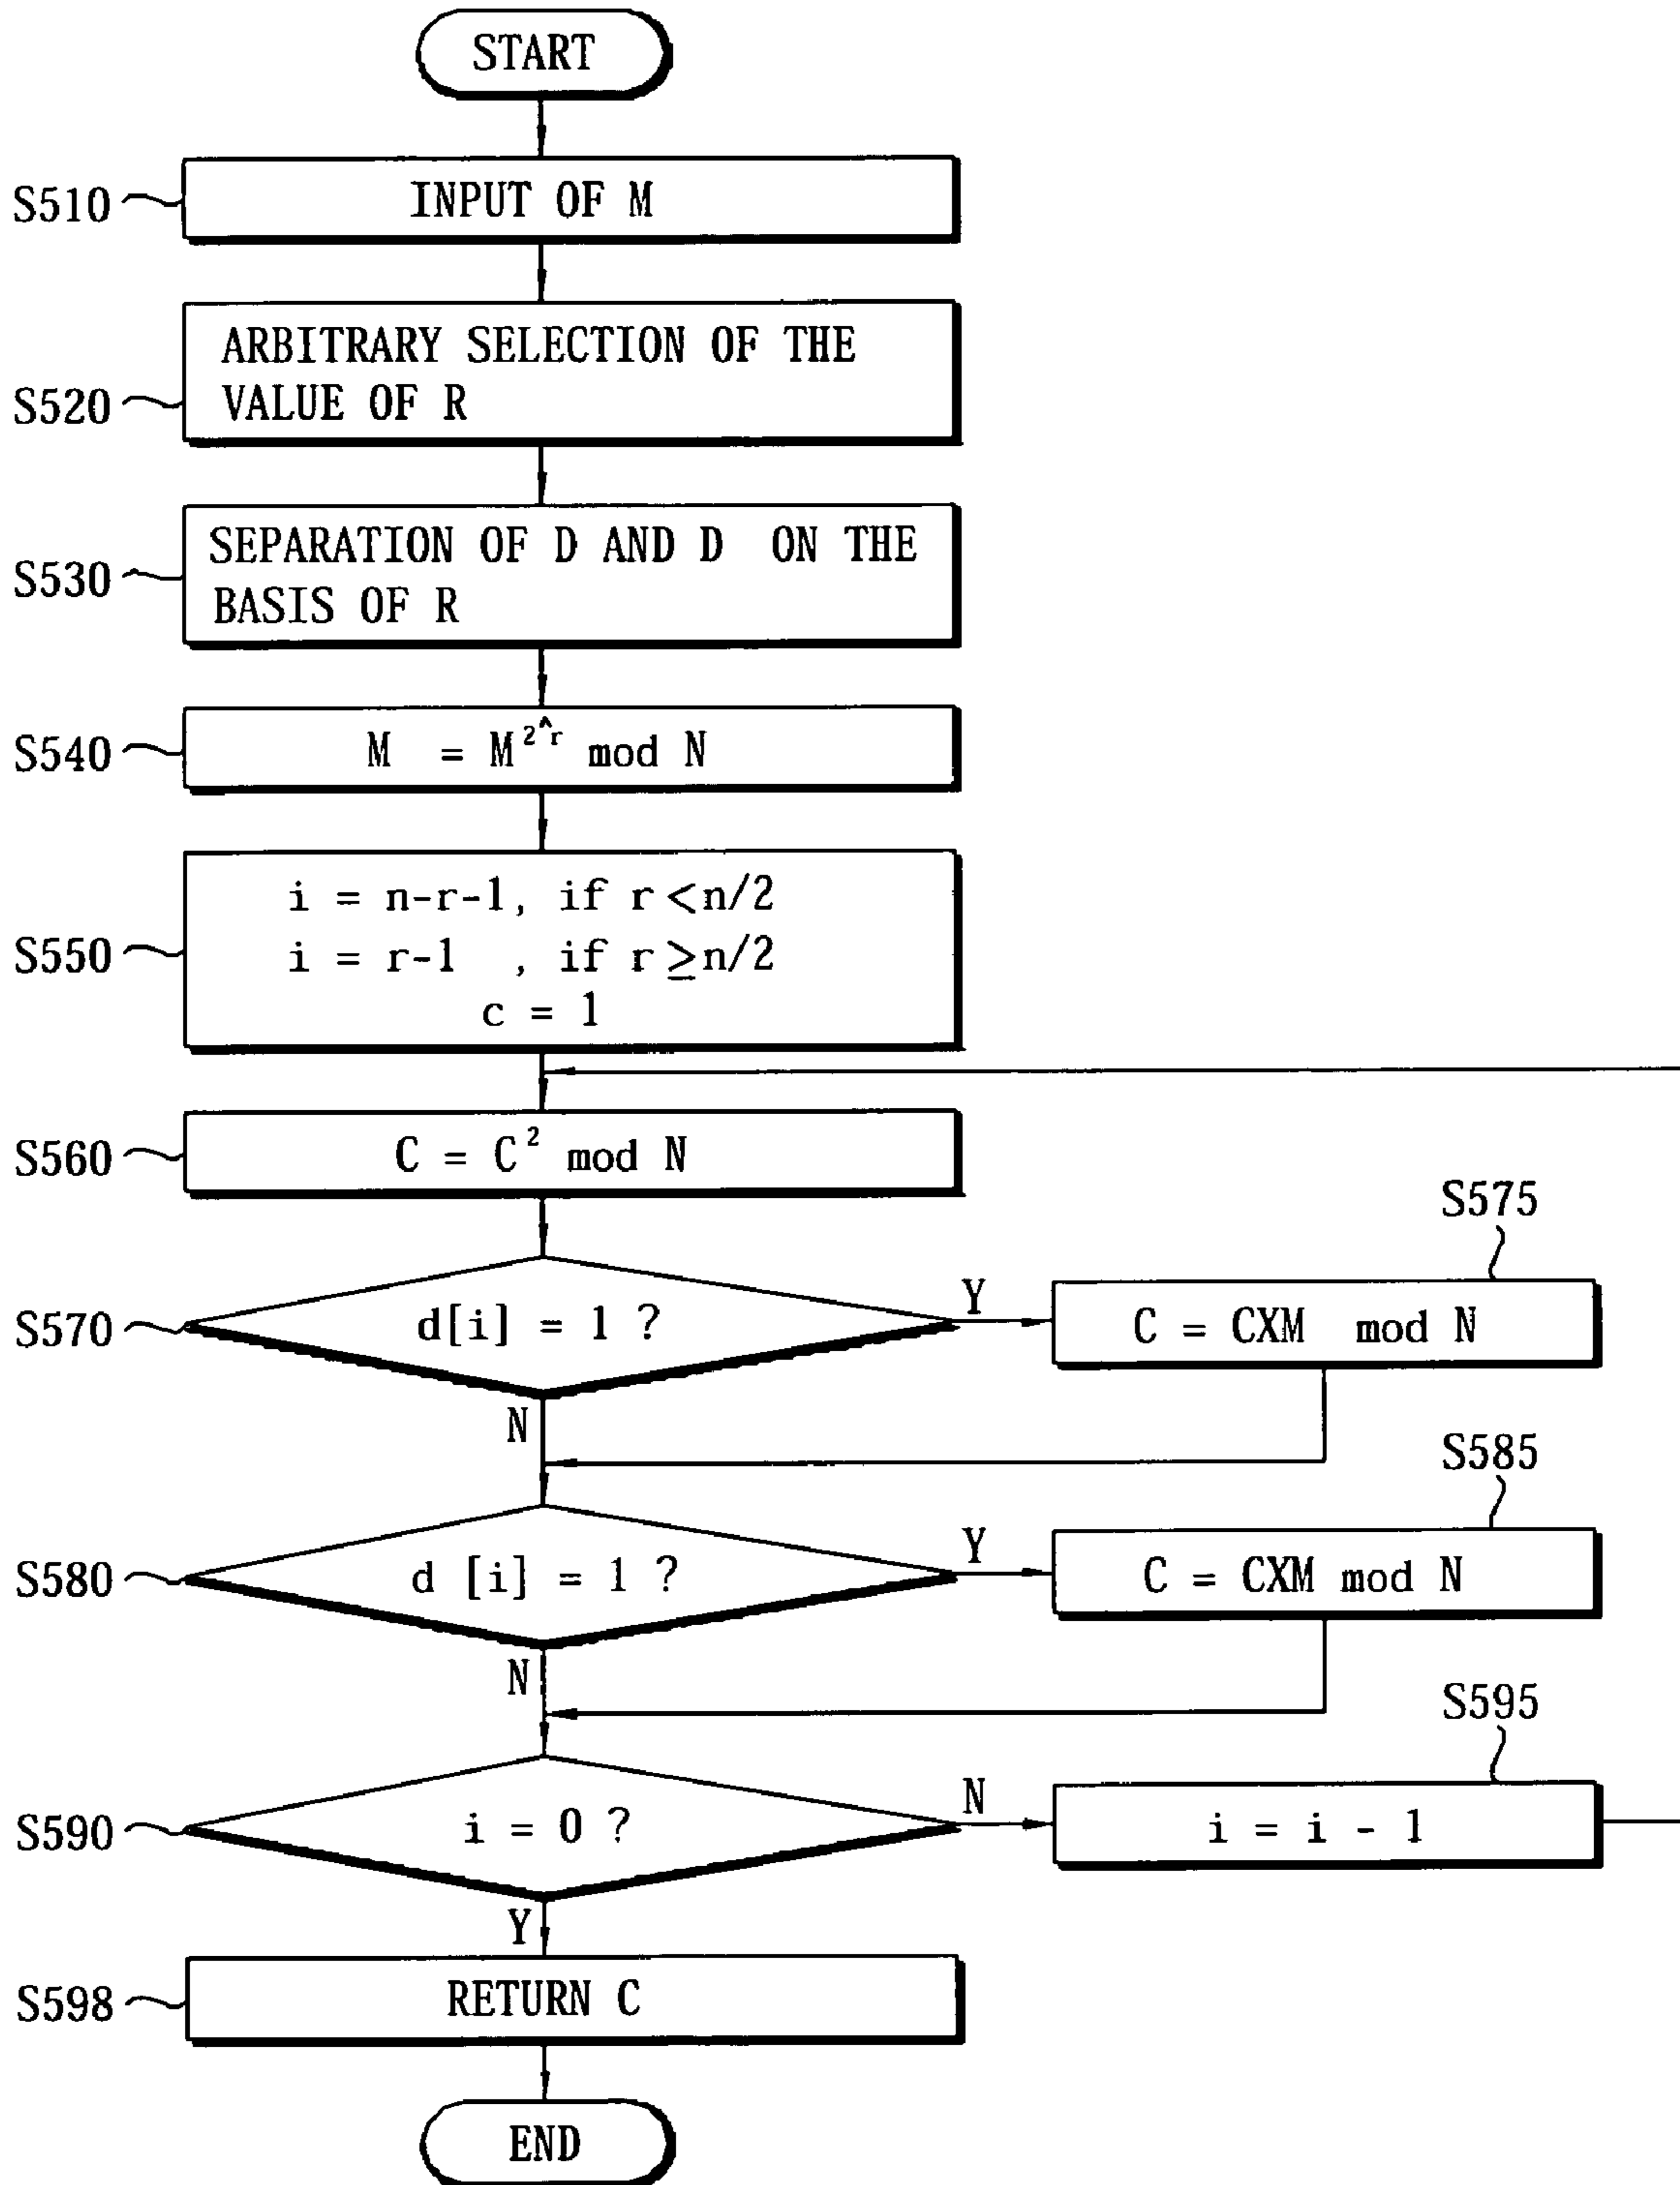 START
S510
INPUT OF M
S520
ARBITRARY SELECTION OF THE
VALUE OF R
S530
SEPARATION OF D AND D ON THE
BASIS OF R
S540
M = M^{2^r} mod N
S550
i = n-r-1, if r<n/2
i = r-1 , if r≥n/2
c = 1
S560
C = C² mod N
S570
d[i] = 1 ?
Y
N
S575
C = CXM mod N
S580
d [i] = 1 ?
Y
N
S585
C = CXM mod N
S590
i = 0 ?
N
Y
S595
i = i - 1
S598
RETURN C
END